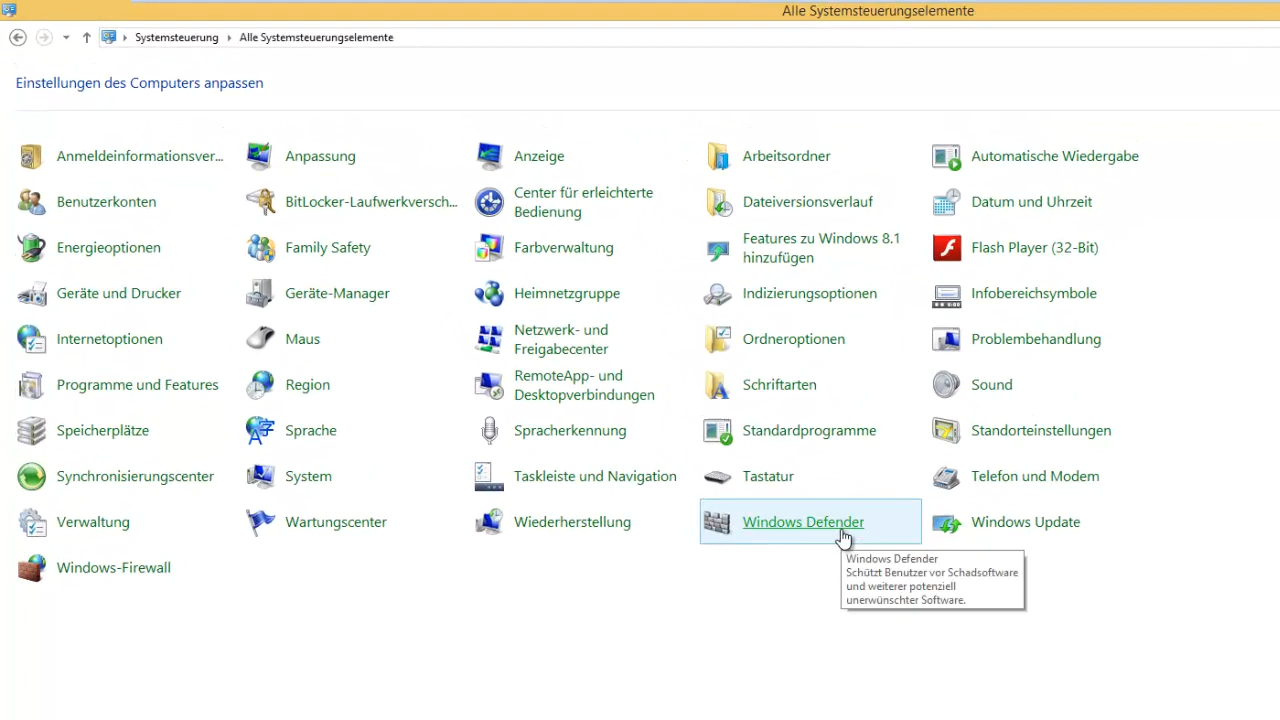 Alle Systemsteuerungselemente
Systemsteuerung
Alle Systemsteuerungselemente
Einstellungen des Computers anpassen
Anmeldeinformationsver...
Anpassung
Anzeige
Arbeitsordner
Automatische Wiedergabe
Benutzerkonten
BitLocker-Laufwerkversch...
Center für erleichterte
Bedienung
Dateiversionsverlauf
Datum und Uhrzeit
Energieoptionen
Family Safety
Farbverwaltung
Features zu Windows 8.1
hinzufügen
Flash Player (32-Bit)
Geräte und Drucker
Geräte-Manager
Heimnetzgruppe
Indizierungsoptionen
Infobereichsymbole
Internetoptionen
Maus
Netzwerk- und
Freigabecenter
Ordneroptionen
Problembehandlung
Programme und Features
Region
RemoteApp- und
Desktopverbindungen
Schriftarten
Sound
Speicherplätze
Sprache
Spracherkennung
Standardprogramme
Standorteinstellungen
Synchronisierungscenter
System
Taskleiste und Navigation
Tastatur
Telefon und Modem
Verwaltung
Wartungscenter
Wiederherstellung
Windows Defender
Windows Update
Windows-Firewall
Windows Defender
Schützt Benutzer vor Schadsoftware
und weiterer potenziell
unerwünschter Software.